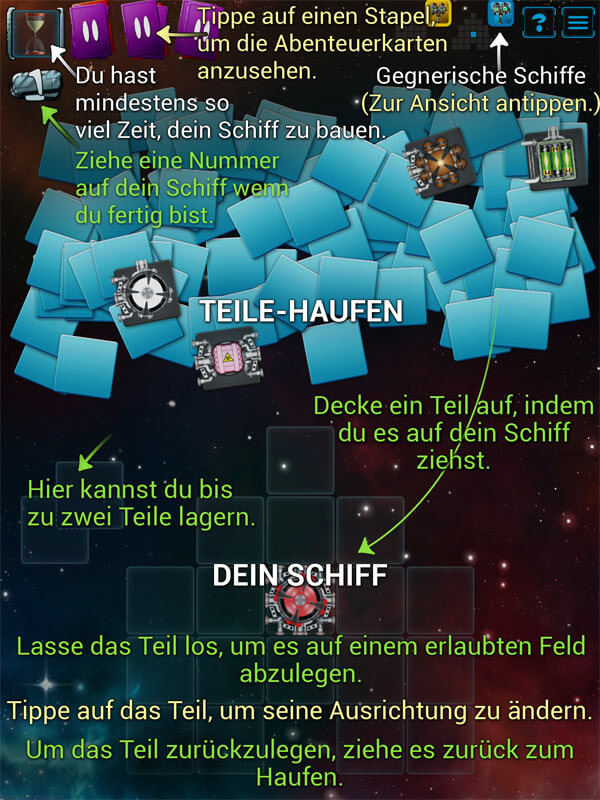 Tippe auf einen Stapel
um die Abenteuerkarten
anzusehen.
?
Du hast
mindestens so
viel Zeit, dein Schiff zu bauen.
Gegnerische Schiffe
(Zur Ansicht antippen.)
1
Ziehe eine Nummer
auf dein Schiff wenn
du fertig bist.
TEILE-HAUFEN
Decke ein Teil auf, indem
du es auf dein Schiff
ziehst.
Hier kannst du bis
zu zwei Teile lagern.
DEIN SCHIFF
Lasse das Teil los, um es auf einem erlaubten Feld
abzulegen.
Tippe auf das Teil, um seine Ausrichtung zu ändern.
Um das Teil zurückzulegen, ziehe es zurück zum
Haufen.